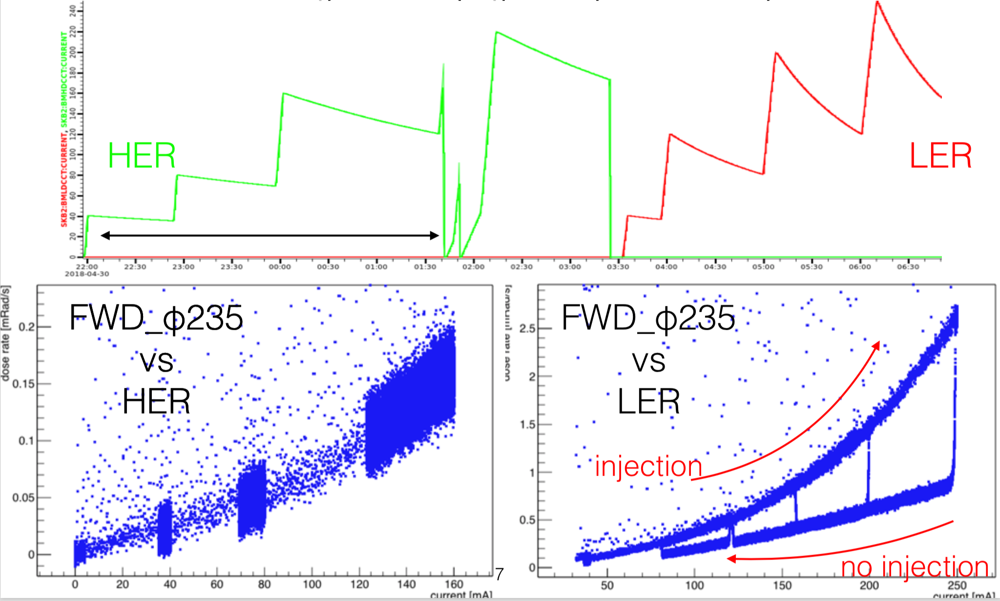 240
220
200
180
160
140
120
100
80
60
40
20
0
SKB2:BMLDCCT:CURRENT, SKB2:BMHDCCT:CURRENT
HER
LER
22:00 22:30 23:00 23:30 00:00 00:30 01:00 01:30 02:00 02:30 03:00 03:30 04:00 04:30 05:00 05:30 06:00 06:30
2018-04-30
dose rate [mRad/s]
0.2
0.15
0.1
0.05
0
FWD_ϕ235
vs
HER
0 20 40 60 80 100 120 140 160
current [mA]
7
2.5
2
1.5
1
0.5
0
FWD_ϕ235
vs
LER
injection
no injection
50 100 150 200 250
current [mA]